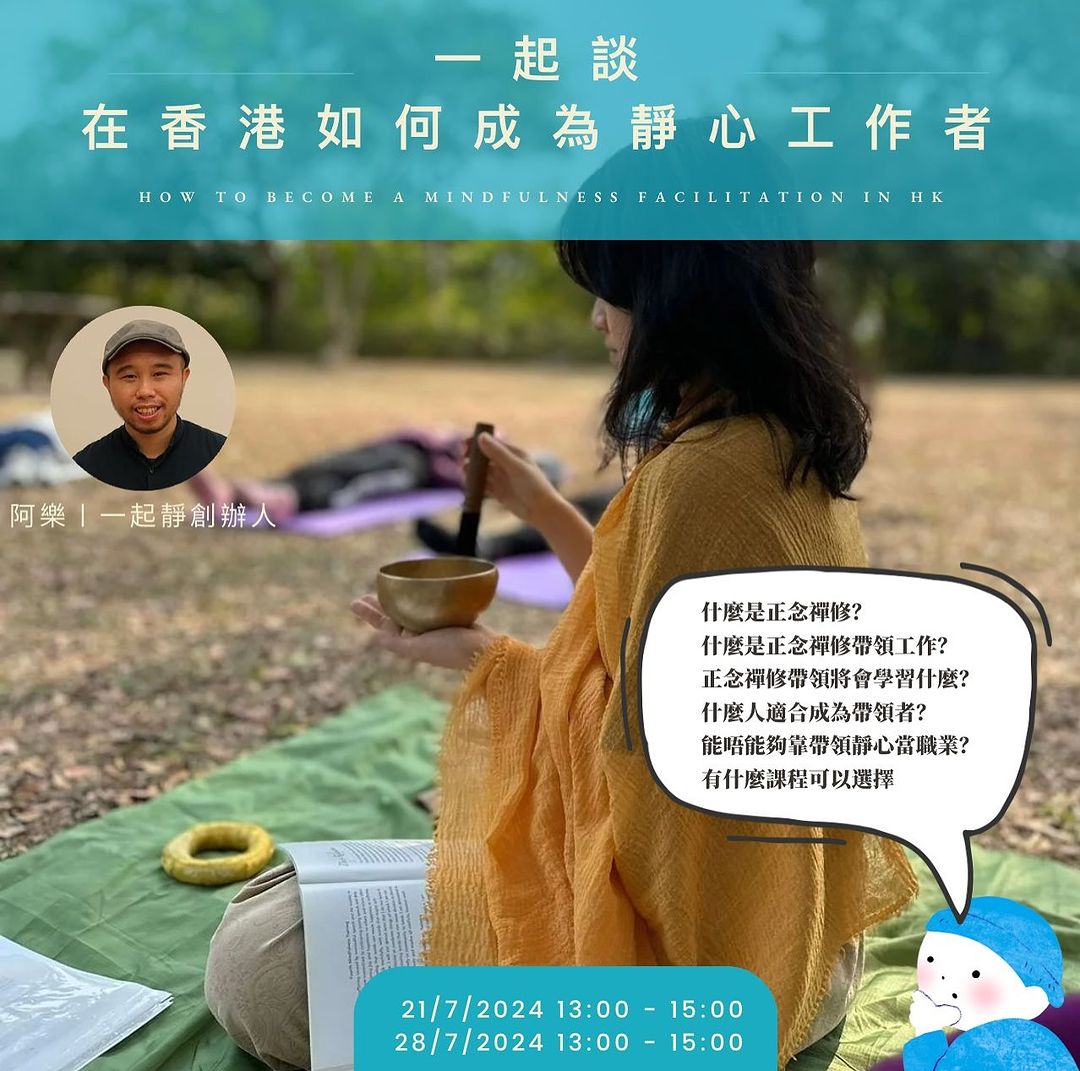 一起談
在香港如何成為靜心工作者
HOW TO BECOME A MINDFULNESS FACILITATION IN HK
阿樂 | 一起靜創辦人
什麼是正念禪修?
什麼是正念禪修帶領工作?
正念禪修帶領將會學習什麼?
什麼人適合成為帶領者?
能唔能夠靠帶領靜心當職業?
有什麼課程可以選擇
21/7/2024 13:00 - 15:00
28/7/2024 13:00 - 15:00